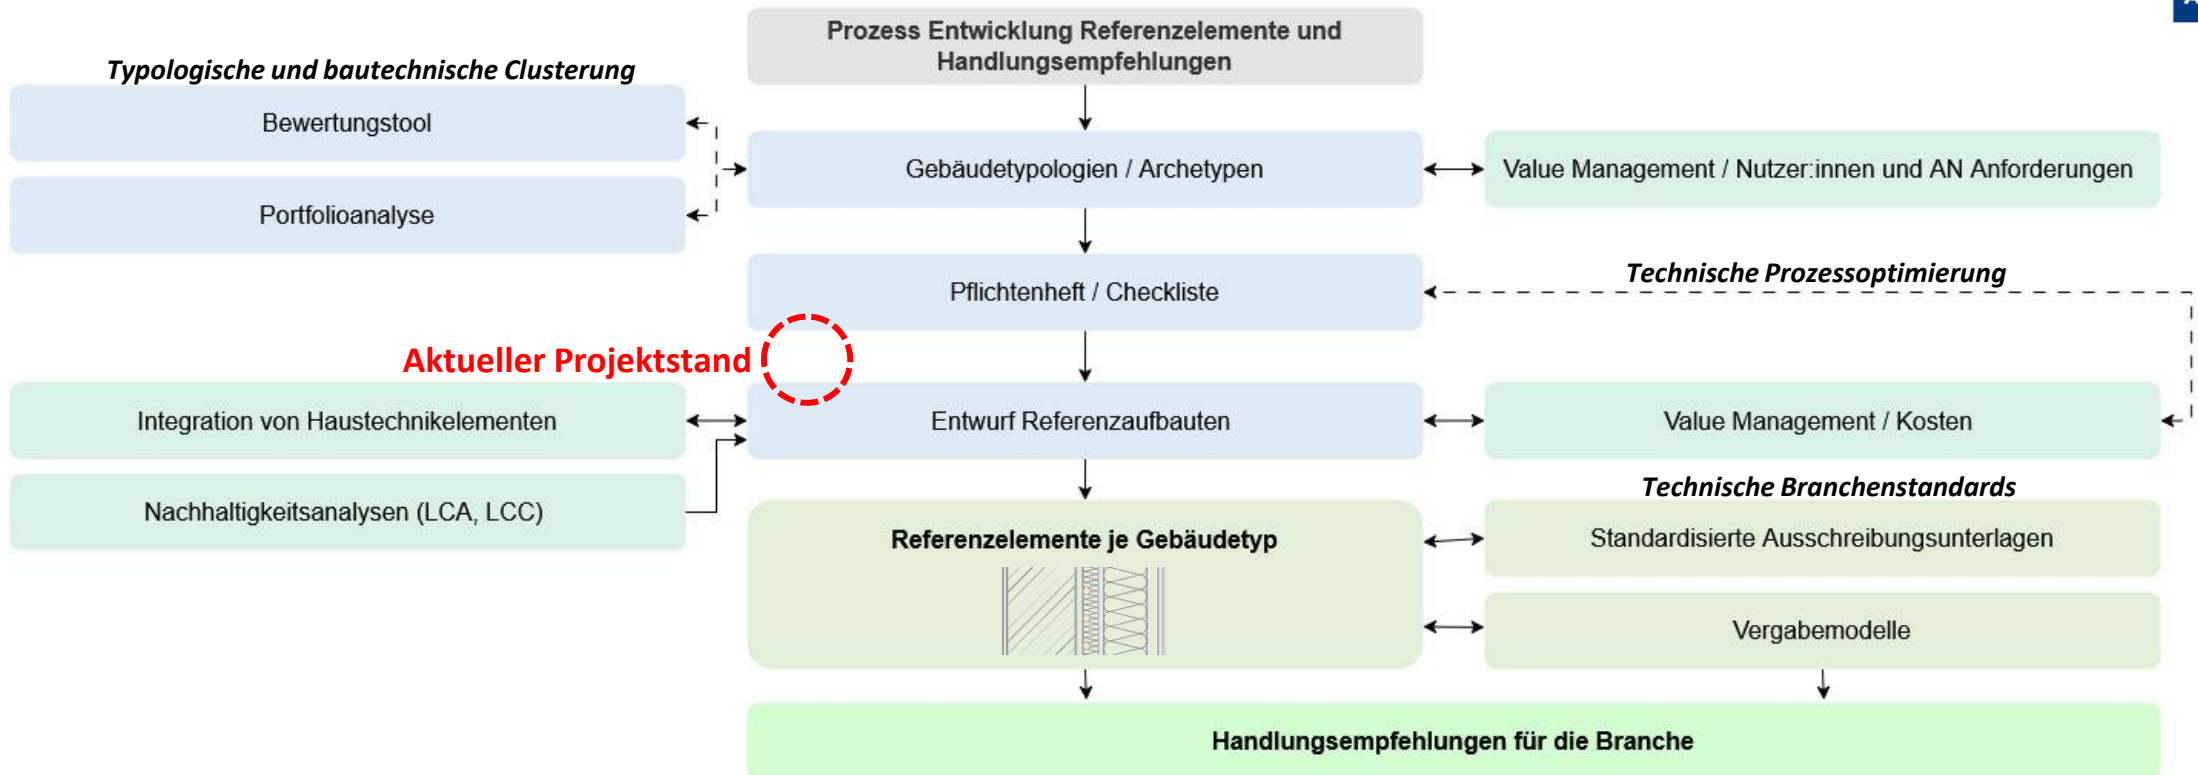 Prozess Entwicklung Referenzelemente und
Handlungsempfehlungen
Typologische und bautechnische Clusterung
Bewertungstool
Portfolioanalyse
Gebäudetypologien / Archetypen
Value Management / Nutzer:innen und AN Anforderungen
Pflichtenheft / Checkliste
Technische Prozessoptimierung
Aktueller Projektstand
Integration von Haustechnikelementen
Entwurf Referenzaufbauten
Value Management / Kosten
Nachhaltigkeitsanalysen (LCA, LCC)
Technische Branchenstandards
Referenzelemente je Gebäudetyp
Standardisierte Ausschreibungsunterlagen
Vergabemodelle
Handlungsempfehlungen für die Branche